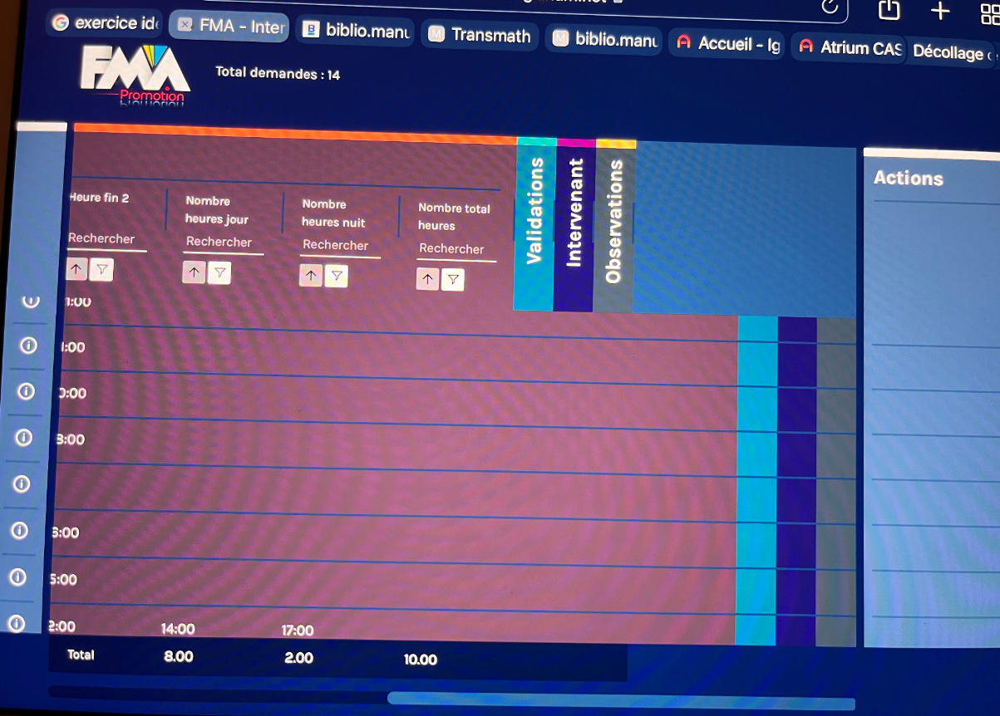 exercice id
FMA - Inter
biblio.manu
Transmath
biblio.manu
Accueil - Ig
Atrium CAS
Décollage
FMA
Promotion
Total demandes : 14
Heure fin 2
Nombre
heures jour
Nombre
heures nuit
Nombre total
heures
Rechercher
Rechercher
Rechercher
Rechercher
Validations
Intervenant
Observations
Actions
1:00
1:00
0:00
3:00
6:00
5:00
2:00 14:00 17:00
Total 8.00 2.00 10.00